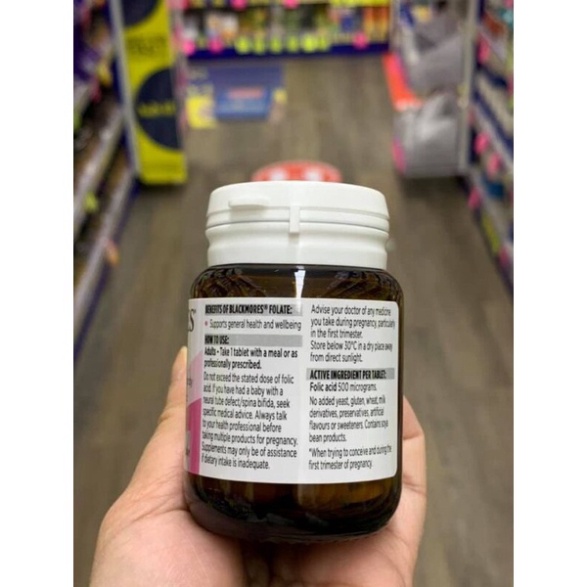 BENEFITS OF BLACKMORES® FOLATE:
• Supports general health and wellbeing
HOW TO USE:
Adults - Take 1 tablet with a meal or as
professionally prescribed.
Do not exceed the stated dose of folic
acid. If you have had a baby with a
neural tube defect/spina bifida, seek
specific medical advice. Always talk
to your health professional before
taking multiple products for pregnancy.
Supplements may only be of assistance
if dietary intake is inadequate.
Advise your doctor of any medicine
you take during pregnancy, particularly
in the first trimester.
Store below 30°C in a dry place away
from direct sunlight.
ACTIVE INGREDIENT PER TABLET:
Folic acid 500 micrograms.
No added yeast, gluten, wheat, milk
derivatives, preservatives, artificial
flavours or sweeteners. Contains soya
bean products.
*When trying to conceive and during the
first trimester of pregnancy.